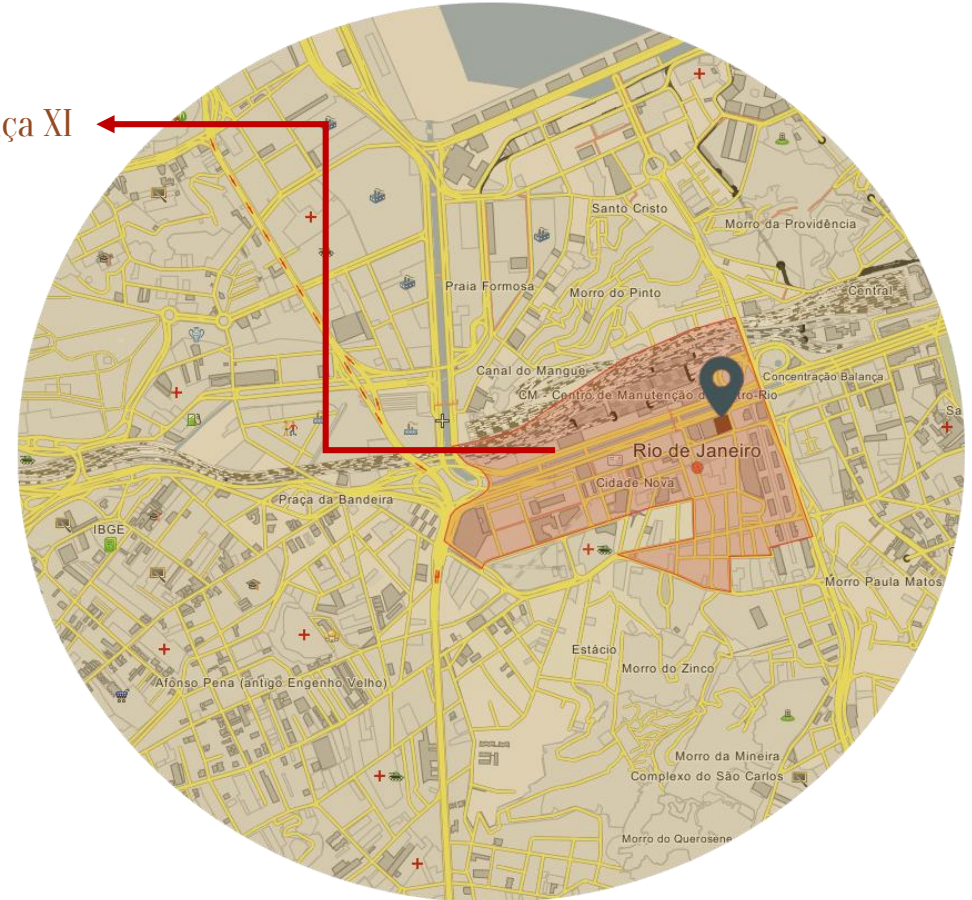 ça XI
Santo Cristo
Morro da Providência
Praia Formosa
Morro do Pinto
Central
Canal do Mangue
Concentração Balança
CM - Centro de Manutenção
tro-Rio
Sa
Rio de Janeiro
Cidade Nova
Praça da Bandeira
IBGE
Morro Paula Matos
Estácio
Morro do Zinco
Afonso Pena (antigo Engenho Velho)
Morro da Mineira
Complexo do São Carlos
Morro do Querosene